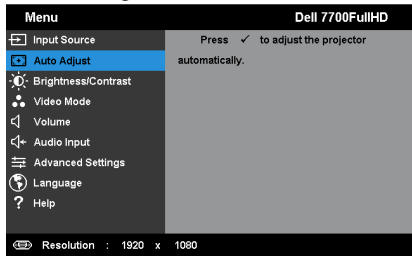 Menu Dell 7700FullHD
Input Source
Press ✓ to adjust the projector
Auto Adjust
automatically.
Brightness/Contrast
Video Mode
Volume
Audio Input
Advanced Settings
Language
? Help
Resolution : 1920 x 1080